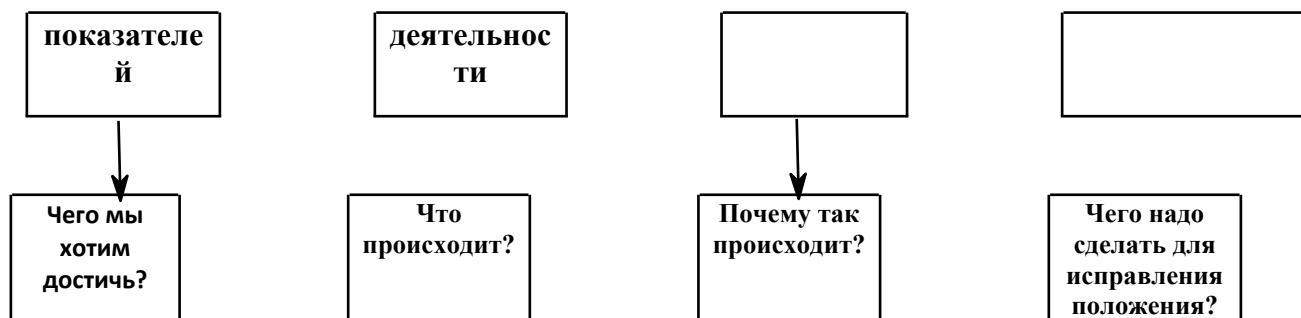 показателе
й
деятельнос
ти
Чего мы
хотим
достичь?
Что
происходит?
Почему так
происходит?
Чего надо
сделать для
исправления
положения?